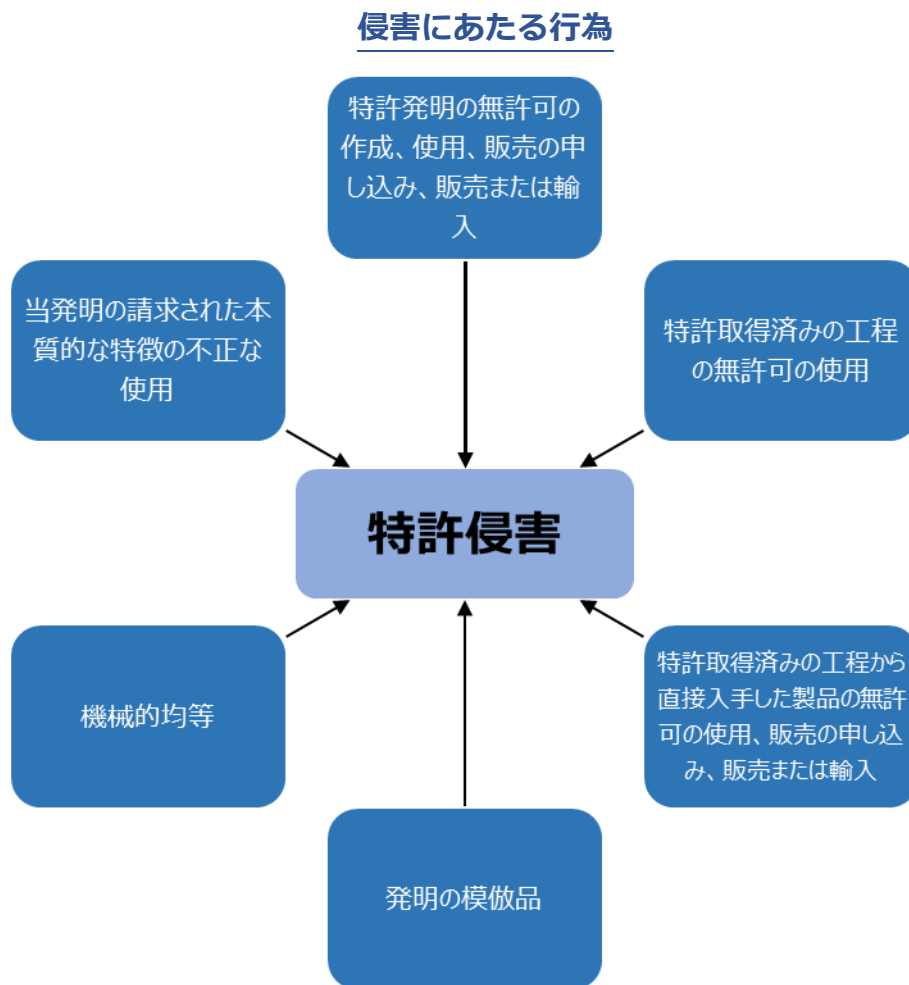 侵害にあたる行為
特許発明の無許可の
作成、使用、販売の申
し込み、販売または輸
入
当発明の請求された本
質的な特徴の不正な
使用
特許取得済みの工程
の無許可の使用
特許侵害
機械的均等
特許取得済みの工程から
直接入手した製品の無許
可の使用、販売の申し込
み、販売または輸入
発明の模倣品